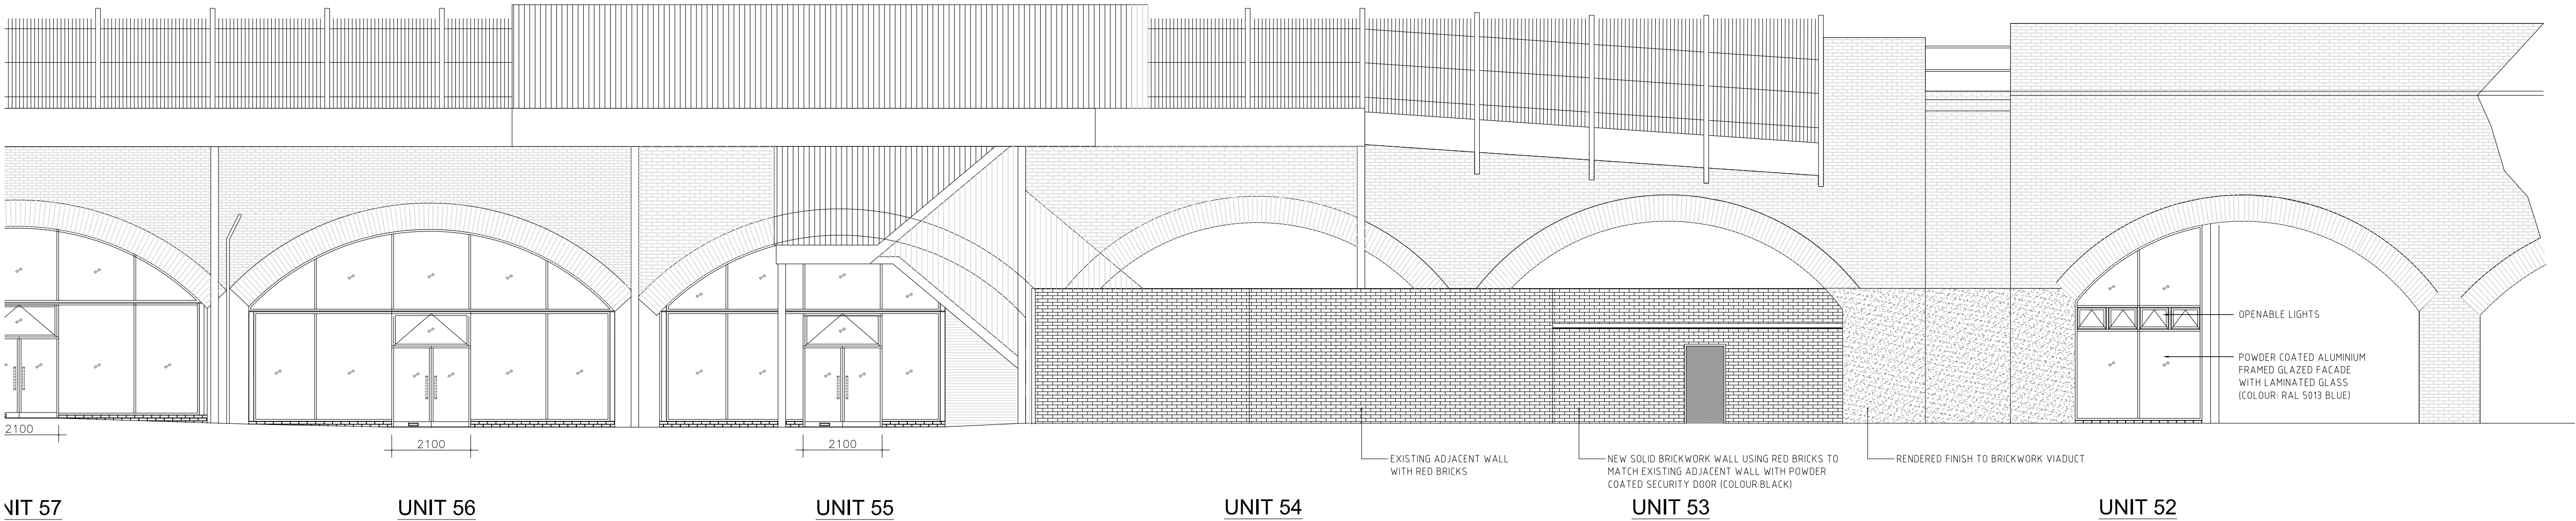 OPENABLE LIGHTS
POWDER COATED ALUMINIUM
FRAMED GLAZED FACADE
WITH LAMINATED GLASS
(COLOUR: RAL 5013 BLUE)
2100
2100
2100
EXISTING ADJACENT WALL
WITH RED BRICKS
NEW SOLID BRICKWORK WALL USING RED BRICKS TO
MATCH EXISTING ADJACENT WALL WITH POWDER
COATED SECURITY DOOR (COLOUR:BLACK)
RENDERED FINISH TO BRICKWORK VIADUCT
NIT 57
UNIT 56
UNIT 55
UNIT 54
UNIT 53
UNIT 52